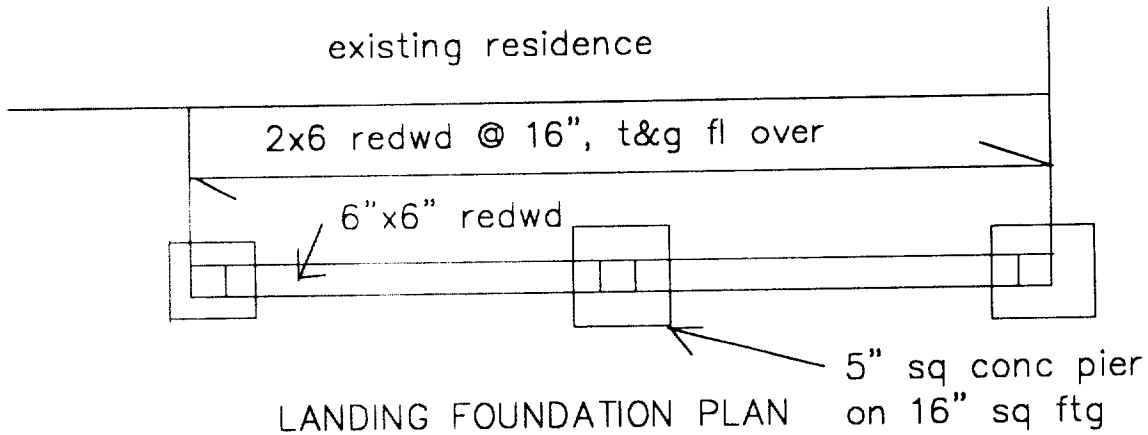 existing residence
2x6 redwd @ 16", t&g fl over
6"x6" redwd
5" sq conc pier
on 16" sq ftg
LANDING FOUNDATION PLAN